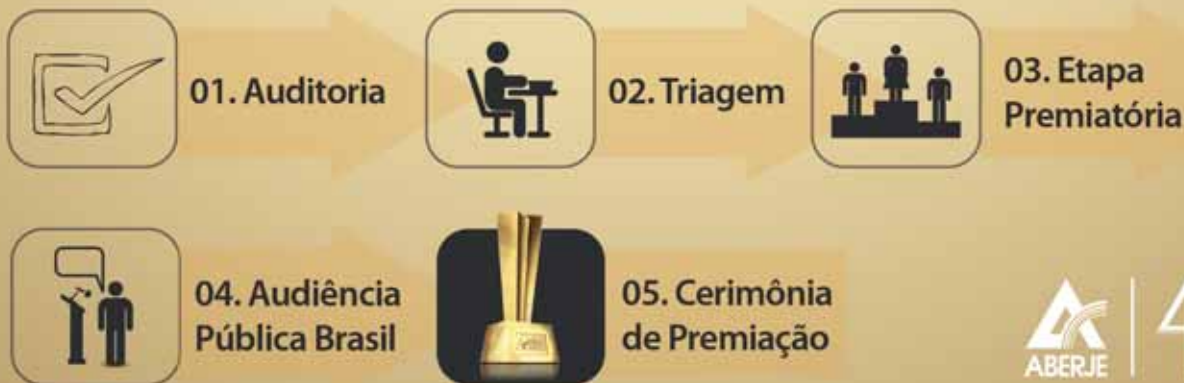 01. Auditoria
02. Triagem
03. Etapa
Premiatória
04. Audiência
Pública Brasil
05. Cerimônia
de Premiação
ABERJE